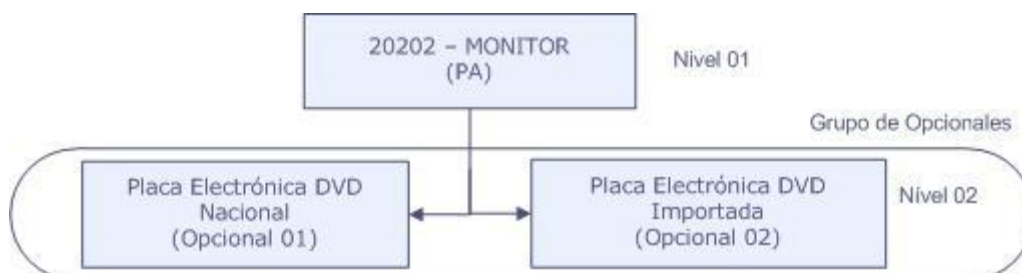 20202 – MONITOR
(PA)
Nivel 01
Grupo de Opcionales
Placa Electrónica DVD
Nacional
(Opcional 01)
Placa Electrónica DVD
Importada
(Opcional 02)
Nível 02